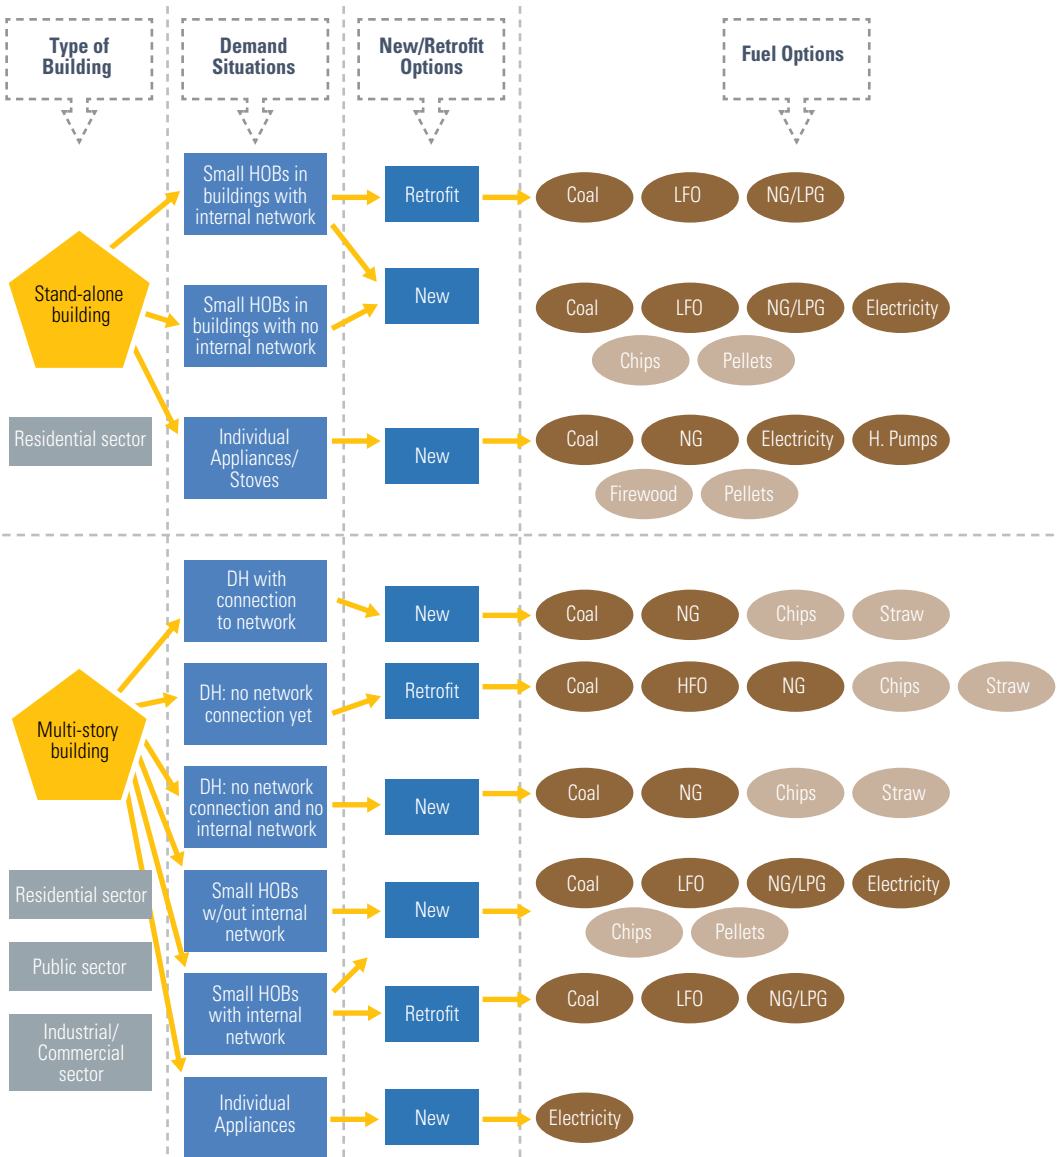 Type of
Building
Demand
Situations
New/Retrofit
Options
Fuel Options
Small HOBs in
buildings with
internal network
Retrofit
Coal
LFO
NG/LPG
Stand-alone
building
Small HOBs in
buildings with no
internal network
New
Coal
LFO
NG/LPG
Electricity
Chips
Pellets
Residential sector
Individual
Appliances/
Stoves
New
Coal
NG
Electricity
H. Pumps
Firewood
Pellets
DH with
connection
to network
New
Coal
NG
Chips
Straw
Multi-story
building
DH: no network
connection yet
Retrofit
Coal
HFO
NG
Chips
Straw
DH: no network
connection and no
internal network
New
Coal
NG
Chips
Straw
Residential sector
Small HOBs
w/out internal
network
New
Coal
LFO
NG/LPG
Electricity
Chips
Pellets
Public sector
Small HOBs
with internal
network
Retrofit
Coal
LFO
NG/LPG
Industrial/
Commercial
sector
Individual
Appliances
New
Electricity